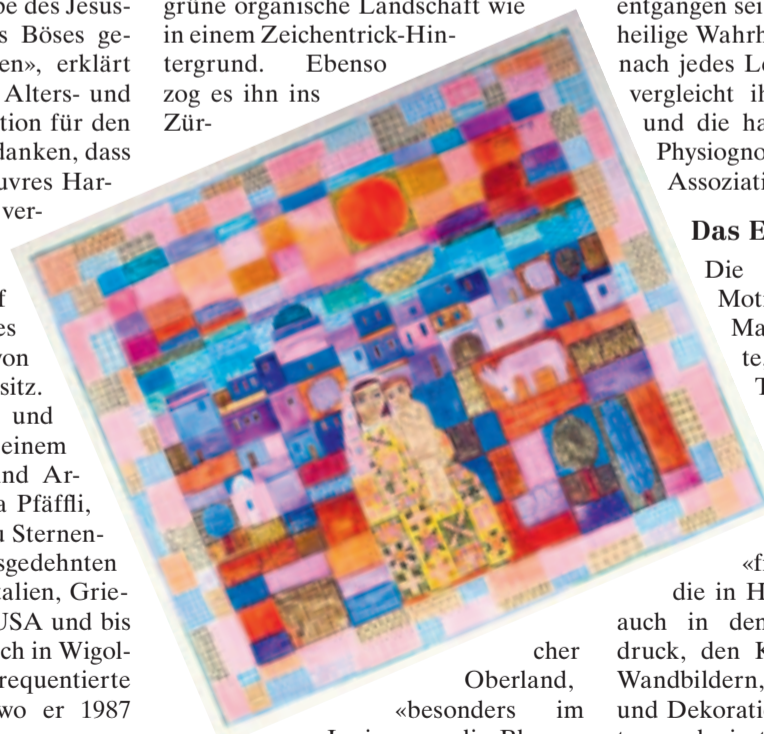 be des Jesus-
s Böses ge-
en», erklärt
Alters- und
tion für den
danken, dass
uvres Har-
ver-
f
es
von
sitz.
und
einem
nd Ar-
a Pfäffli,
u Sternen-
sgedehnten
talien, Grie-
USA und bis
ch in Wigol-
requentierte
wo er 1987
grüne organische Landschaft wie
in einem Zeichentrick-Hin-
tergrund. Ebenso
zog es ihn ins
Zür-
cher
Oberland,
«besonders im
entgangen sei
heilige Wahrh
nach jedes Le
vergleicht ih
und die ha
Physiogno
Assoziati
Das E
Die
Moti
Ma
te.
T
«fi
die in H
auch in den
druck, den K
Wandbildern,
und Dekorati